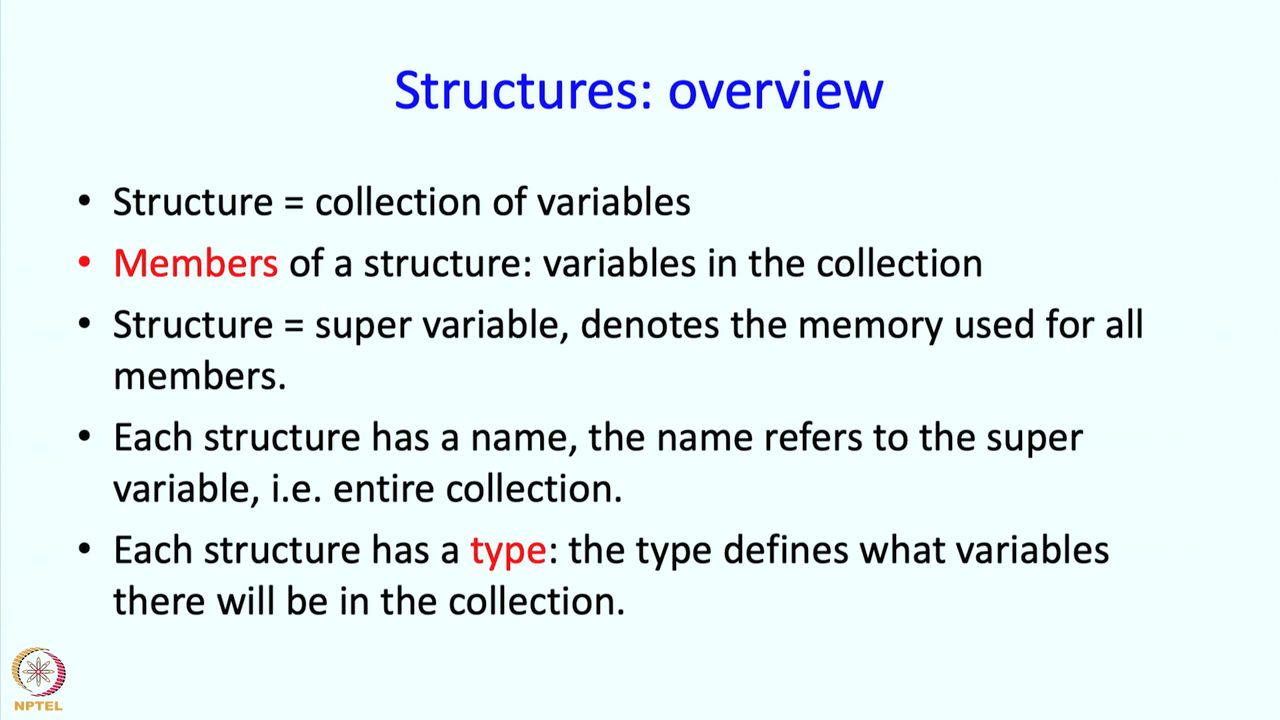 Structures: overview
• Structure = collection of variables
• Members of a structure: variables in the collection
• Structure = super variable, denotes the memory used for all
members.
• Each structure has a name, the name refers to the super
variable, i.e. entire collection.
• Each structure has a type: the type defines what variables
there will be in the collection.
NPTEL